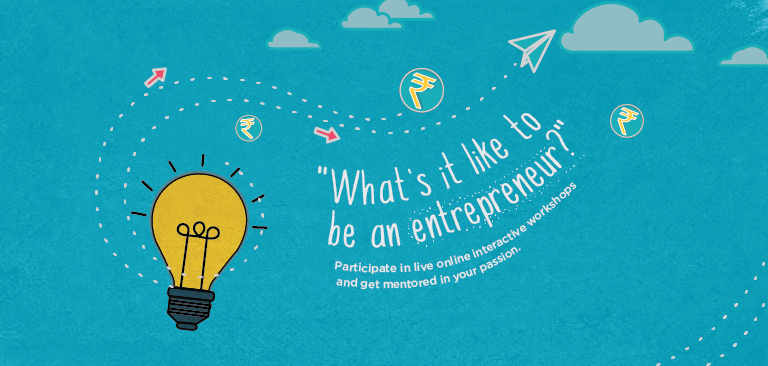 "What's it like to
be an entrepreneur?"
Participate in live online interactive workshops
and get mentored in your passion.